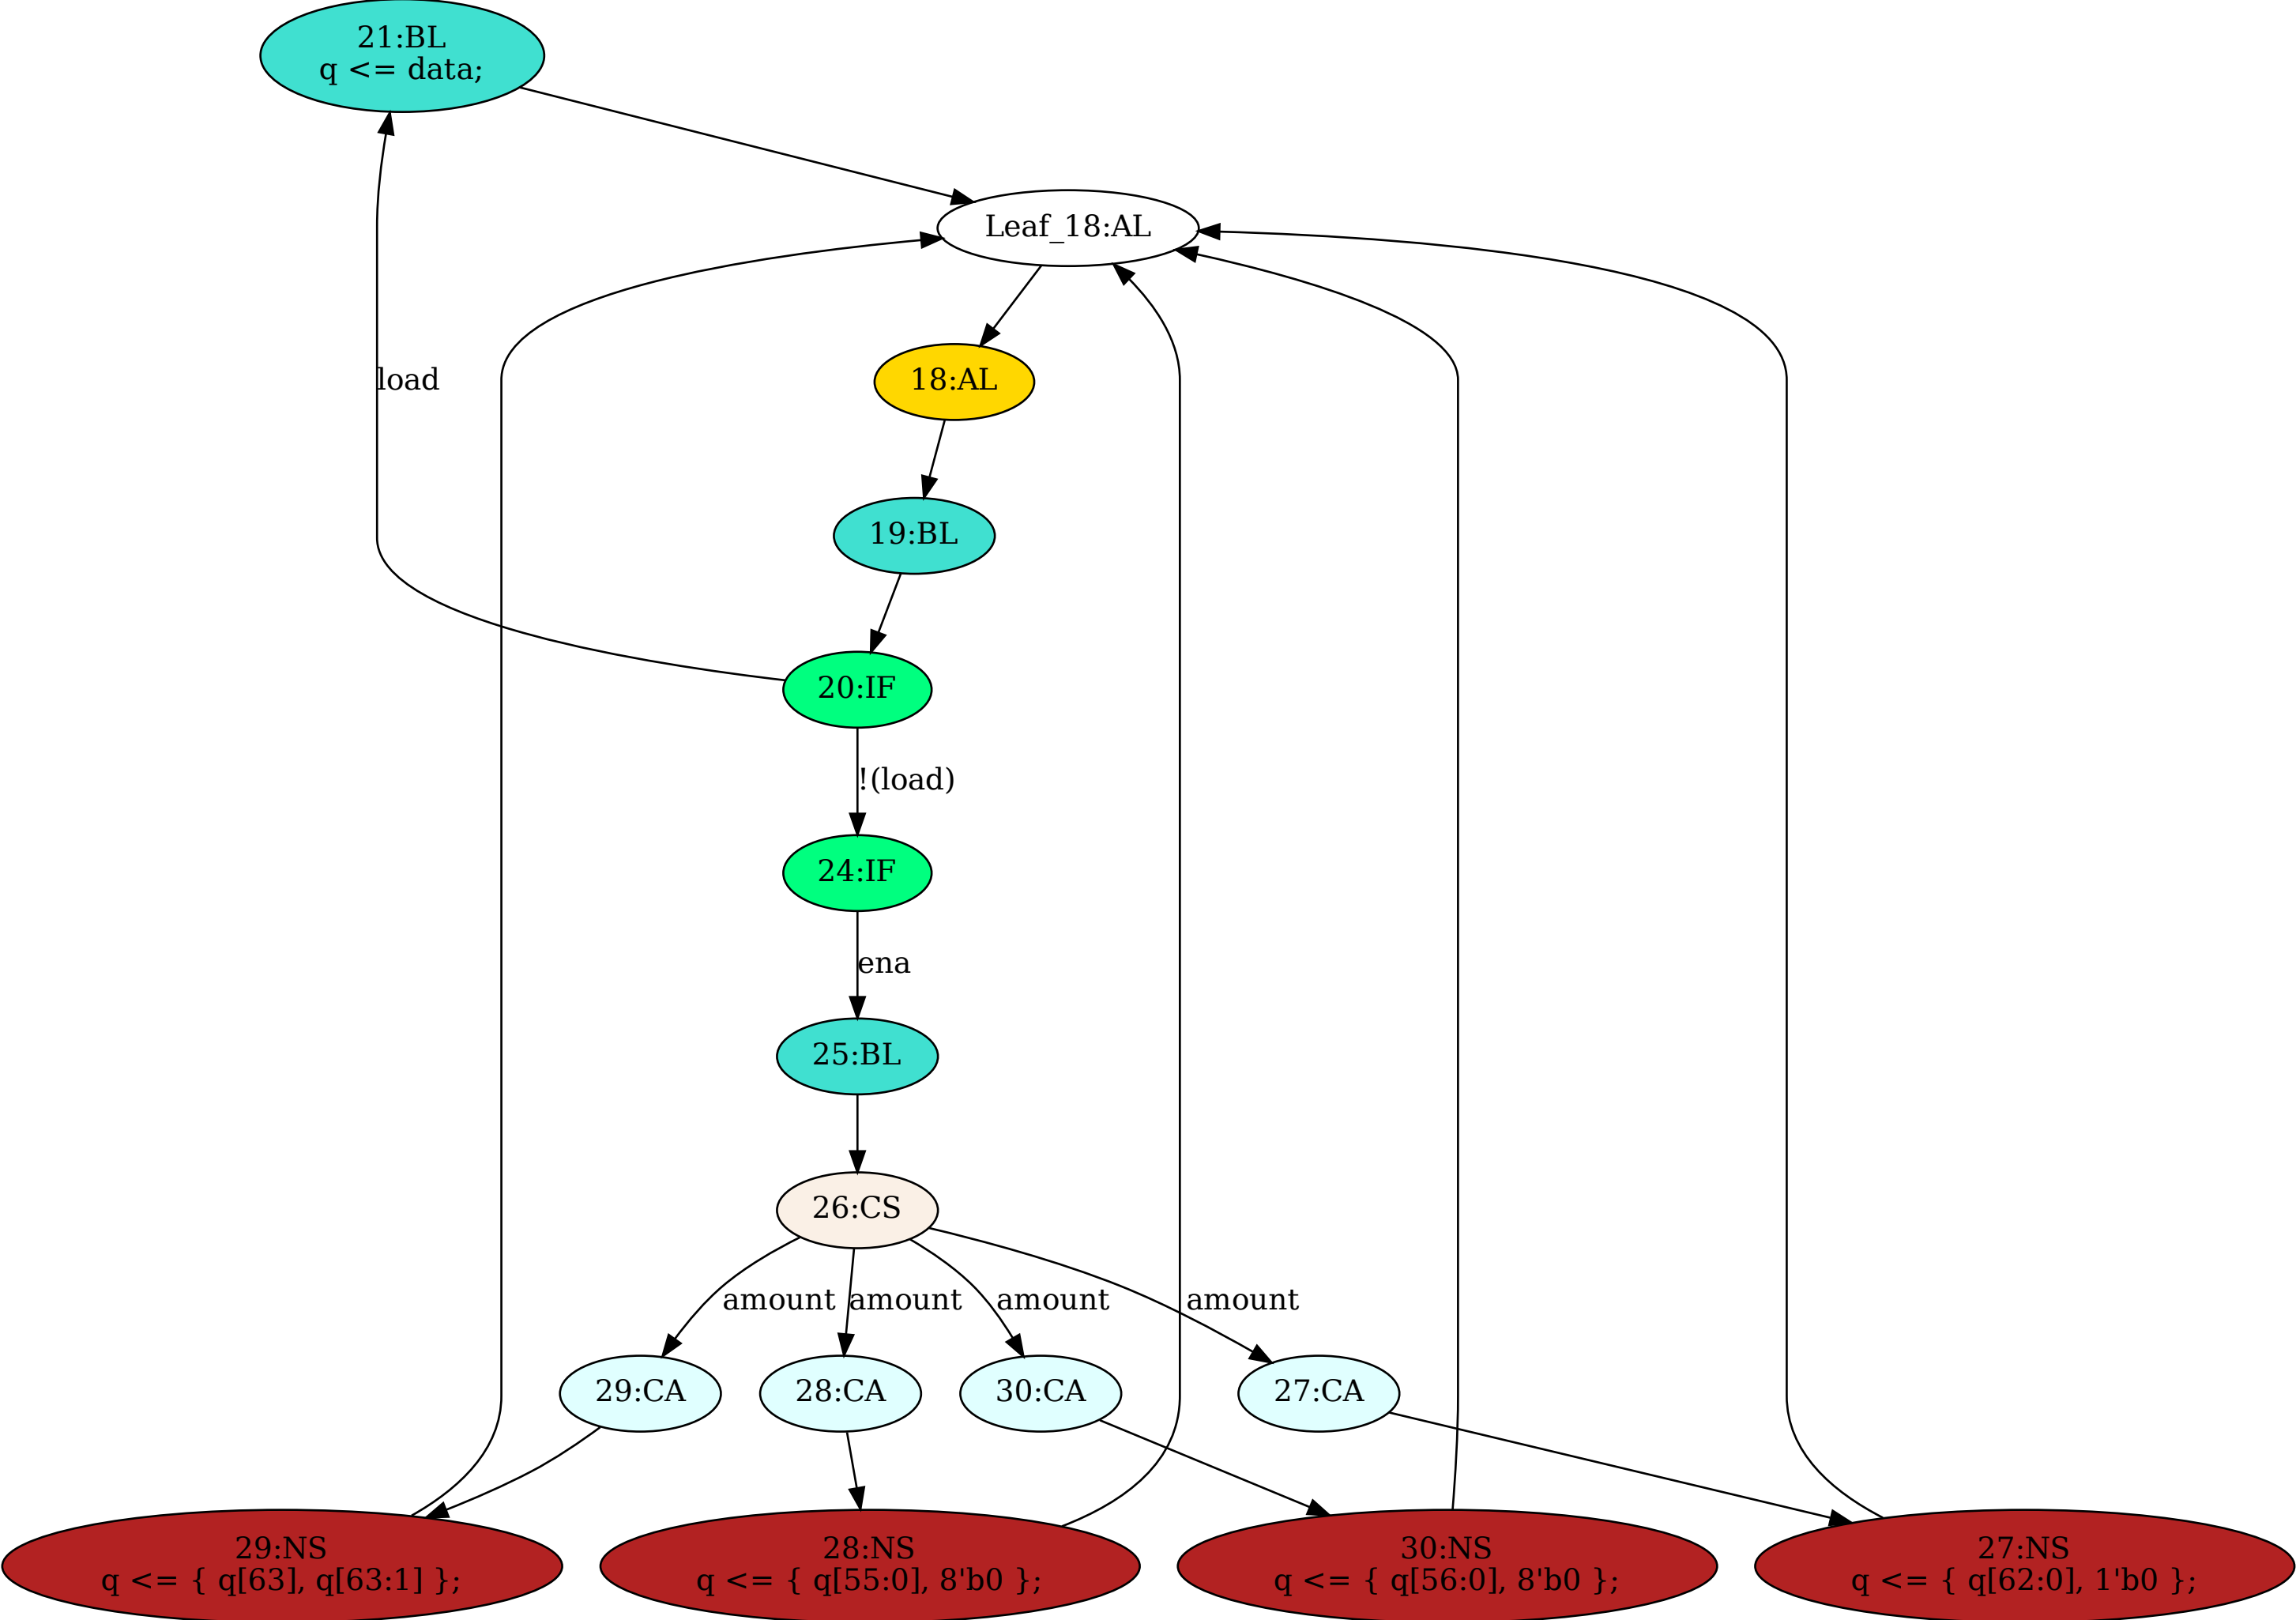 21:BL
q <= data;
Leaf_18:AL
load
18:AL
19:BL
20:IF
!(load)
24:IF
ena
25:BL
26:CS
amount
amount
amount
amount
29:CA
28:CA
30:CA
27:CA
29:NS
q <= { q[63], q[63:1] };
28:NS
q <= { q[55:0], 8'b0 };
30:NS
q <= { q[56:0], 8'b0 };
27:NS
q <= { q[62:0], 1'b0 };